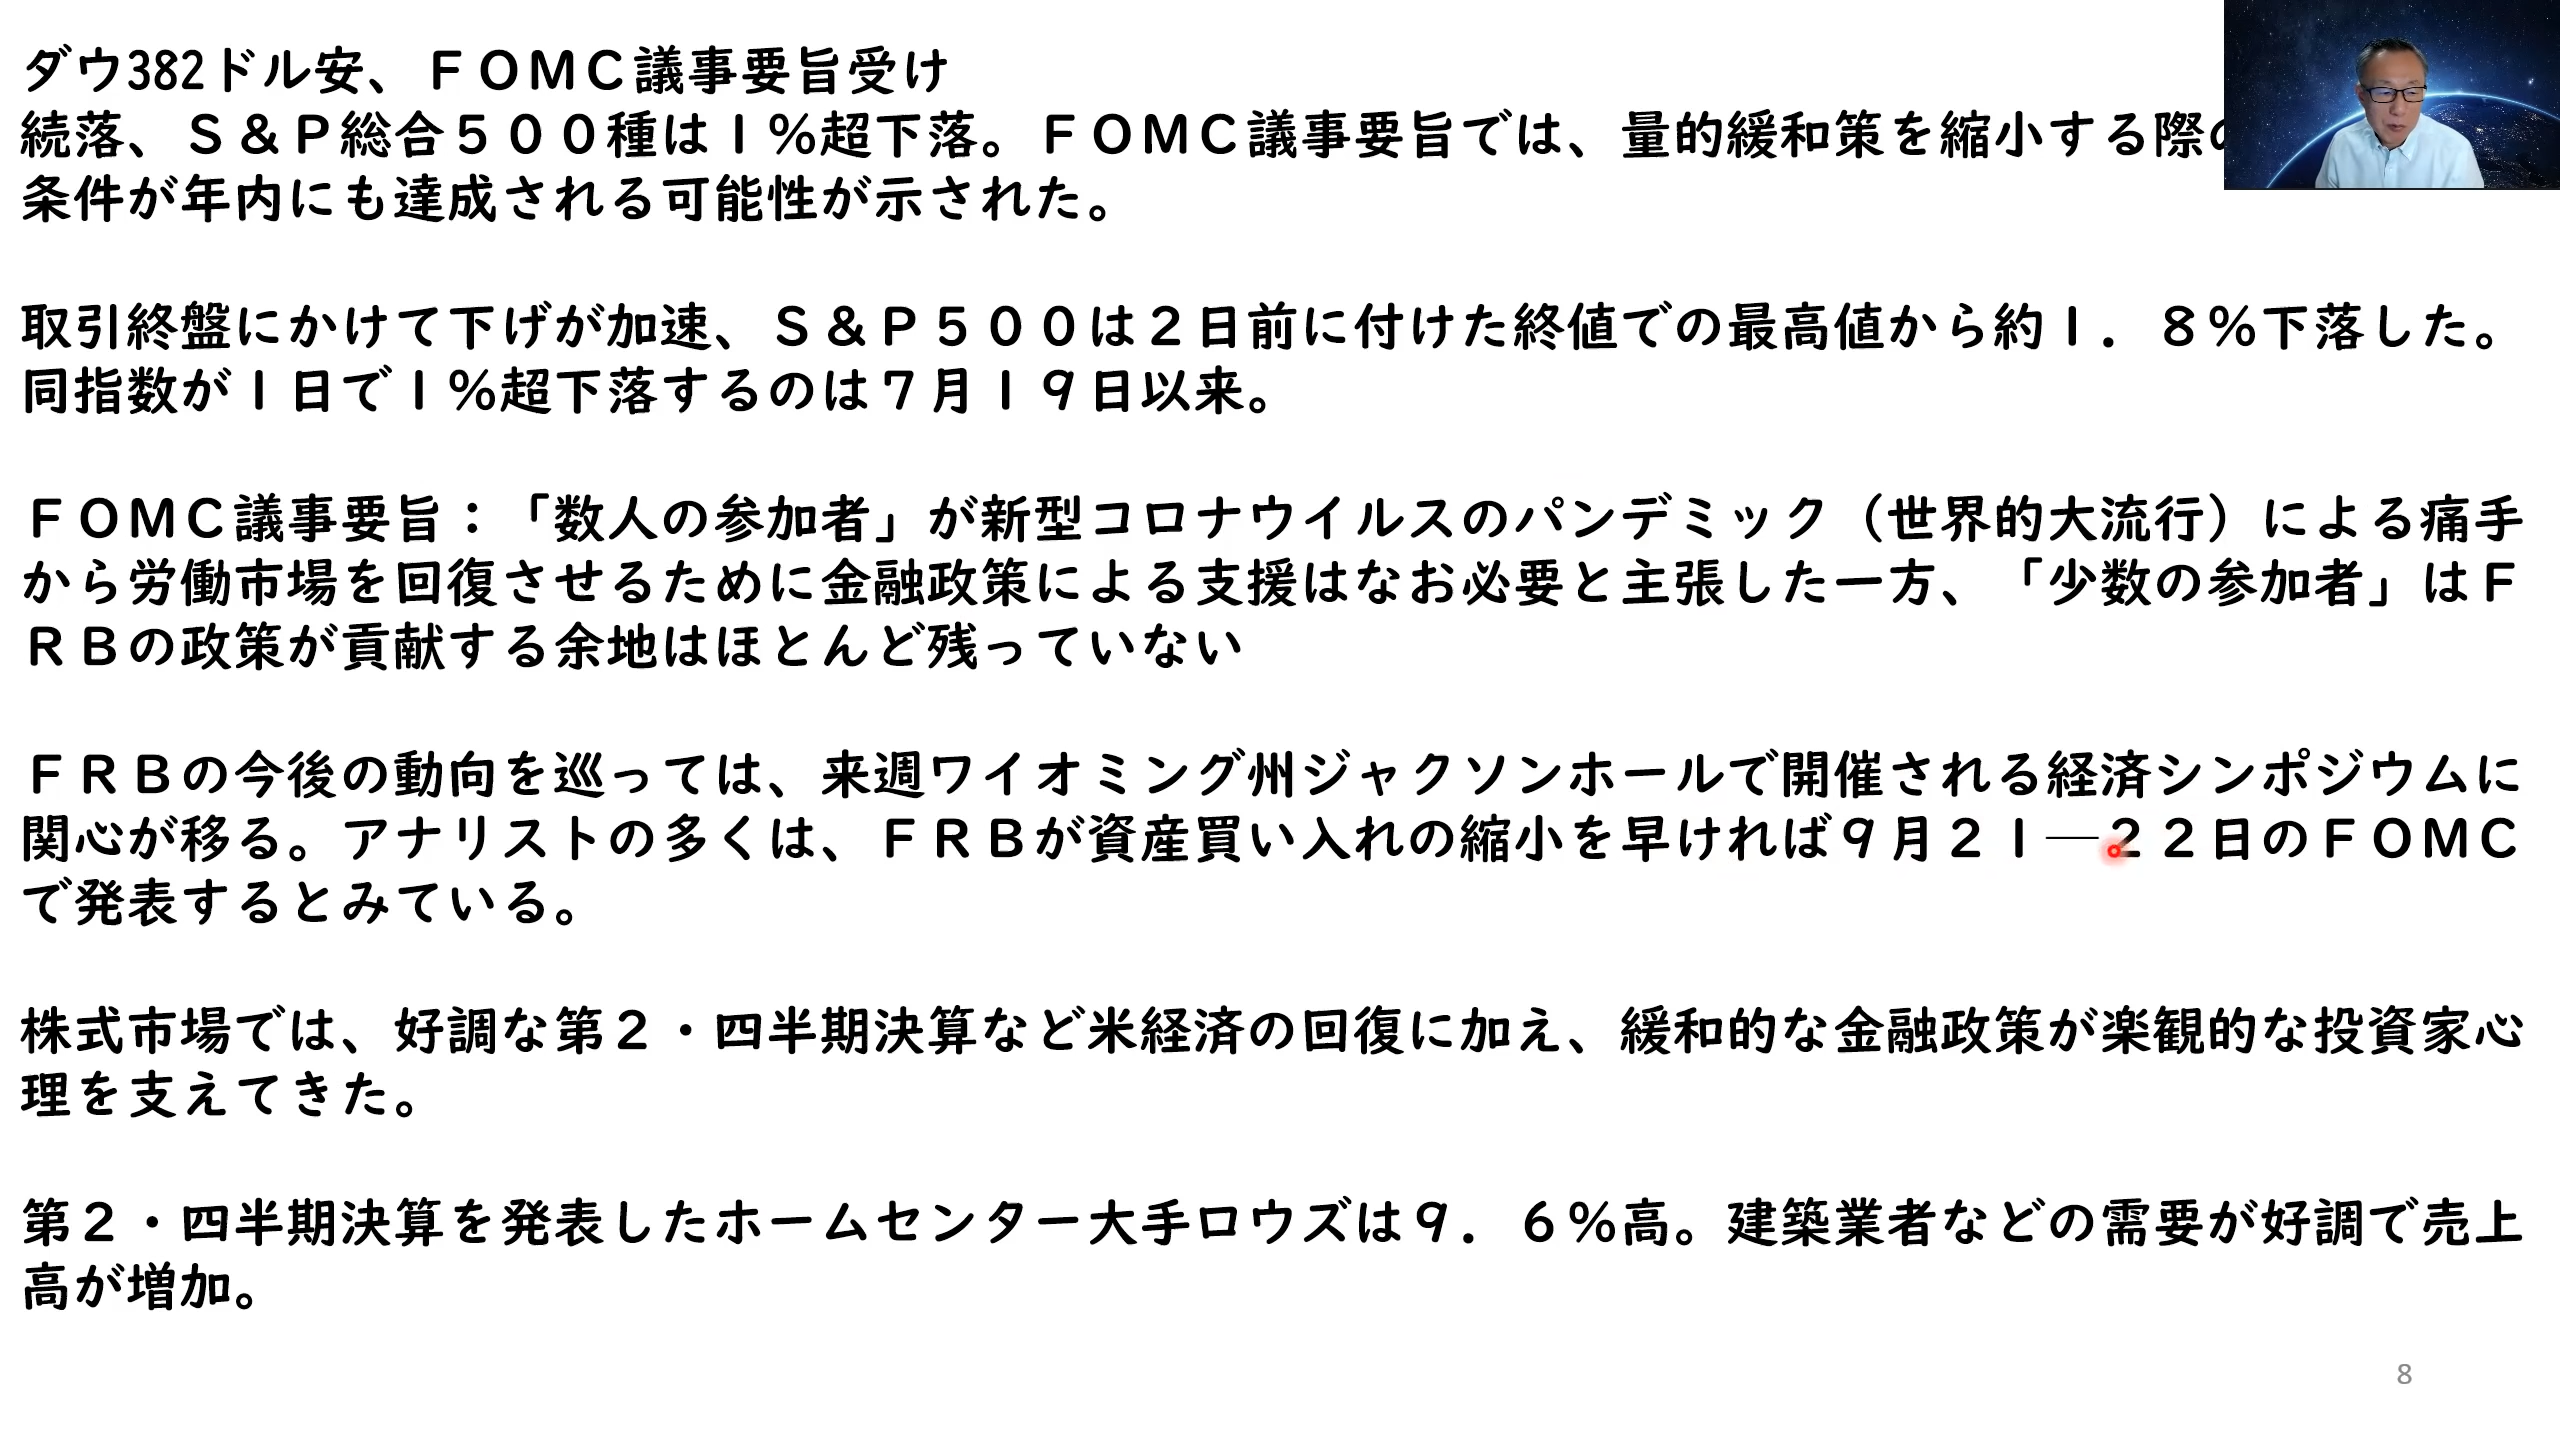 ダウ382ドル安、ＦＯＭＣ議事要旨受け
続落、Ｓ＆Ｐ総合５００種は１％超下落。ＦＯＭＣ議事要旨では、量的緩和策を縮小する際の
条件が年内にも達成される可能性が示された。
取引終盤にかけて下げが加速、Ｓ＆Ｐ５００は２日前に付けた終値での最高値から約１．８％下落した。
同指数が１日で１％超下落するのは７月１９日以来。
ＦＯＭＣ議事要旨：「数人の参加者」が新型コロナウイルスのパンデミック（世界的大流行）による痛手
から労働市場を回復させるために金融政策による支援はなお必要と主張した一方、「少数の参加者」はＦ
ＲＢの政策が貢献する余地はほとんど残っていない
ＦＲＢの今後の動向を巡っては、来週ワイオミング州ジャクソンホールで開催される経済シンポジウムに
関心が移る。アナリストの多くは、ＦＲＢが資産買い入れの縮小を早ければ９月２１―２２日のＦＯＭＣ
で発表するとみている。
株式市場では、好調な第２・四半期決算など米経済の回復に加え、緩和的な金融政策が楽観的な投資家心
理を支えてきた。
第２・四半期決算を発表したホームセンター大手ロウズは９．６％高。建築業者などの需要が好調で売上
高が増加。
8